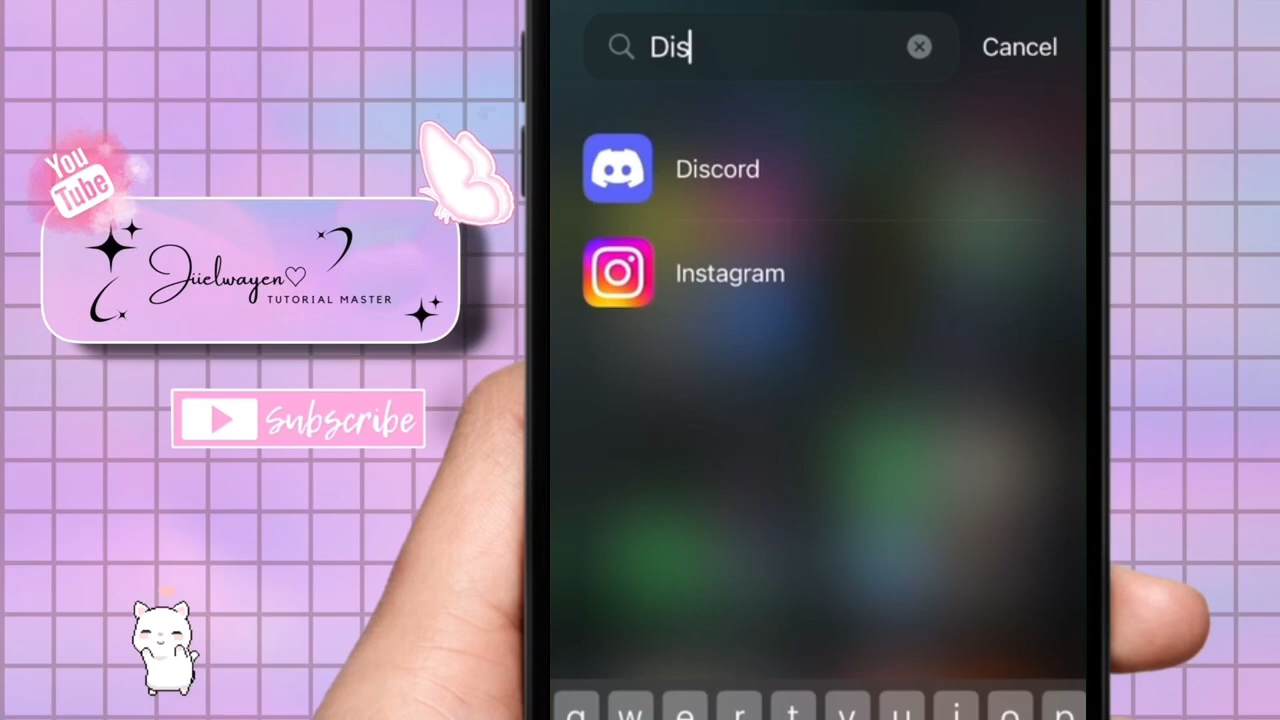 You
Tube
Jiielwayen♡
TUTORIAL MASTER
subscribe
Dis
Cancel
Discord
Instagram
q w e r t y u i o p